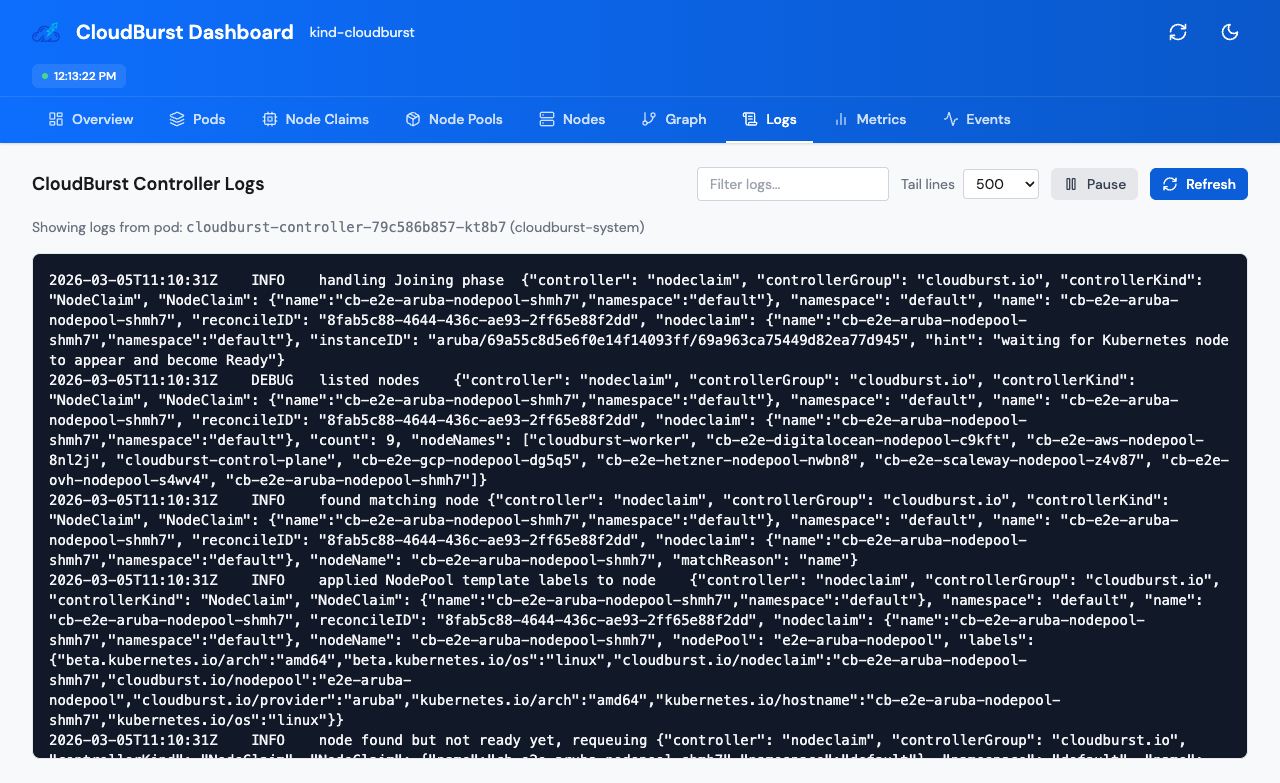 CloudBurst Dashboard kind-cloudburst
12:13:22 PM
Overview Pods Node Claims Node Pools Nodes Graph Logs Metrics Events
CloudBurst Controller Logs Filter logs... Tail lines 500 Pause Refresh
Showing logs from pod: cloudburst-controller-79c586b857-kt8b7 (cloudburst-system)
2026-03-05T11:10:31Z    INFO    handling Joining phase  {"controller": "nodeclaim", "controllerGroup": "cloudburst.io", "controllerKind":
"NodeClaim", "NodeClaim": {"name":"cb-e2e-aruba-nodepool-shmh7","namespace":"default"}, "namespace": "default", "name": "cb-e2e-aruba-
nodepool-shmh7", "reconcileID": "8fab5c88-4644-436c-ae93-2ff65e88f2dd", "nodeclaim": {"name":"cb-e2e-aruba-nodepool-
shmh7","namespace":"default"}, "instanceID": "aruba/69a55c8d5e6f0e14f14093ff/69a963ca75449d82ea77d945", "hint": "waiting for Kubernetes node
to appear and become Ready"}
2026-03-05T11:10:31Z    DEBUG   listed nodes    {"controller": "nodeclaim", "controllerGroup": "cloudburst.io", "controllerKind":
"NodeClaim", "NodeClaim": {"name":"cb-e2e-aruba-nodepool-shmh7","namespace":"default"}, "namespace": "default", "name": "cb-e2e-aruba-
nodepool-shmh7", "reconcileID": "8fab5c88-4644-436c-ae93-2ff65e88f2dd", "nodeclaim": {"name":"cb-e2e-aruba-nodepool-
shmh7","namespace":"default"}, "count": 9, "nodeNames": ["cloudburst-worker", "cb-e2e-digitalocean-nodepool-c9kft", "cb-e2e-aws-nodepool-
8nl2j", "cloudburst-control-plane", "cb-e2e-gcp-nodepool-dg5q5", "cb-e2e-hetzner-nodepool-nwbn8", "cb-e2e-scaleway-nodepool-z4v87", "cb-e2e-
ovh-nodepool-s4wv4", "cb-e2e-aruba-nodepool-shmh7"]}
2026-03-05T11:10:31Z    INFO    found matching node {"controller": "nodeclaim", "controllerGroup": "cloudburst.io", "controllerKind":
"NodeClaim", "NodeClaim": {"name":"cb-e2e-aruba-nodepool-shmh7","namespace":"default"}, "namespace": "default", "name": "cb-e2e-aruba-
nodepool-shmh7", "reconcileID": "8fab5c88-4644-436c-ae93-2ff65e88f2dd", "nodeclaim": {"name":"cb-e2e-aruba-nodepool-
shmh7","namespace":"default"}, "nodeName": "cb-e2e-aruba-nodepool-shmh7", "matchReason": "name"}
2026-03-05T11:10:31Z    INFO    applied NodePool template labels to node    {"controller": "nodeclaim", "controllerGroup": "cloudburst.io",
"controllerKind": "NodeClaim", "NodeClaim": {"name":"cb-e2e-aruba-nodepool-shmh7","namespace":"default"}, "namespace": "default", "name":
"cb-e2e-aruba-nodepool-shmh7", "reconcileID": "8fab5c88-4644-436c-ae93-2ff65e88f2dd", "nodeclaim": {"name":"cb-e2e-aruba-nodepool-
shmh7","namespace":"default"}, "nodeName": "cb-e2e-aruba-nodepool-shmh7", "nodePool": "e2e-aruba-nodepool", "labels":
{"beta.kubernetes.io/arch":"amd64","beta.kubernetes.io/os":"linux","cloudburst.io/nodeclaim":"cb-e2e-aruba-nodepool-
shmh7","cloudburst.io/nodepool":"e2e-aruba-
nodepool","cloudburst.io/provider":"aruba","kubernetes.io/arch":"amd64","kubernetes.io/hostname":"cb-e2e-aruba-nodepool-
shmh7","kubernetes.io/os":"linux"}}
2026-03-05T11:10:31Z    INFO    node found but not ready yet, requeuing {"controller": "nodeclaim", "controllerGroup": "cloudburst.io",